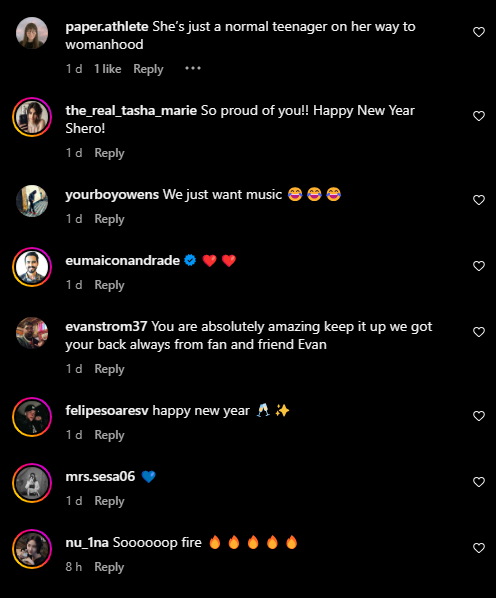 paper.athlete She’s just a normal teenager on her way to
womanhood
1 d 1 like Reply
the_real_tasha_marie So proud of you!! Happy New Year
Shero!
1 d Reply
yourboyowens We just want music 😂😂😂
1 d Reply
eumaiconandrade ❤️❤️
1 d Reply
evanstrom37 You are absolutely amazing keep it up we got
your back always from fan and friend Evan
1 d Reply
felipesoaresv happy new year 🥂✨
1 d Reply
mrs.sesa06 💙
1 d Reply
nu_1na Soooooop fire 🔥🔥🔥🔥🔥
8 h Reply